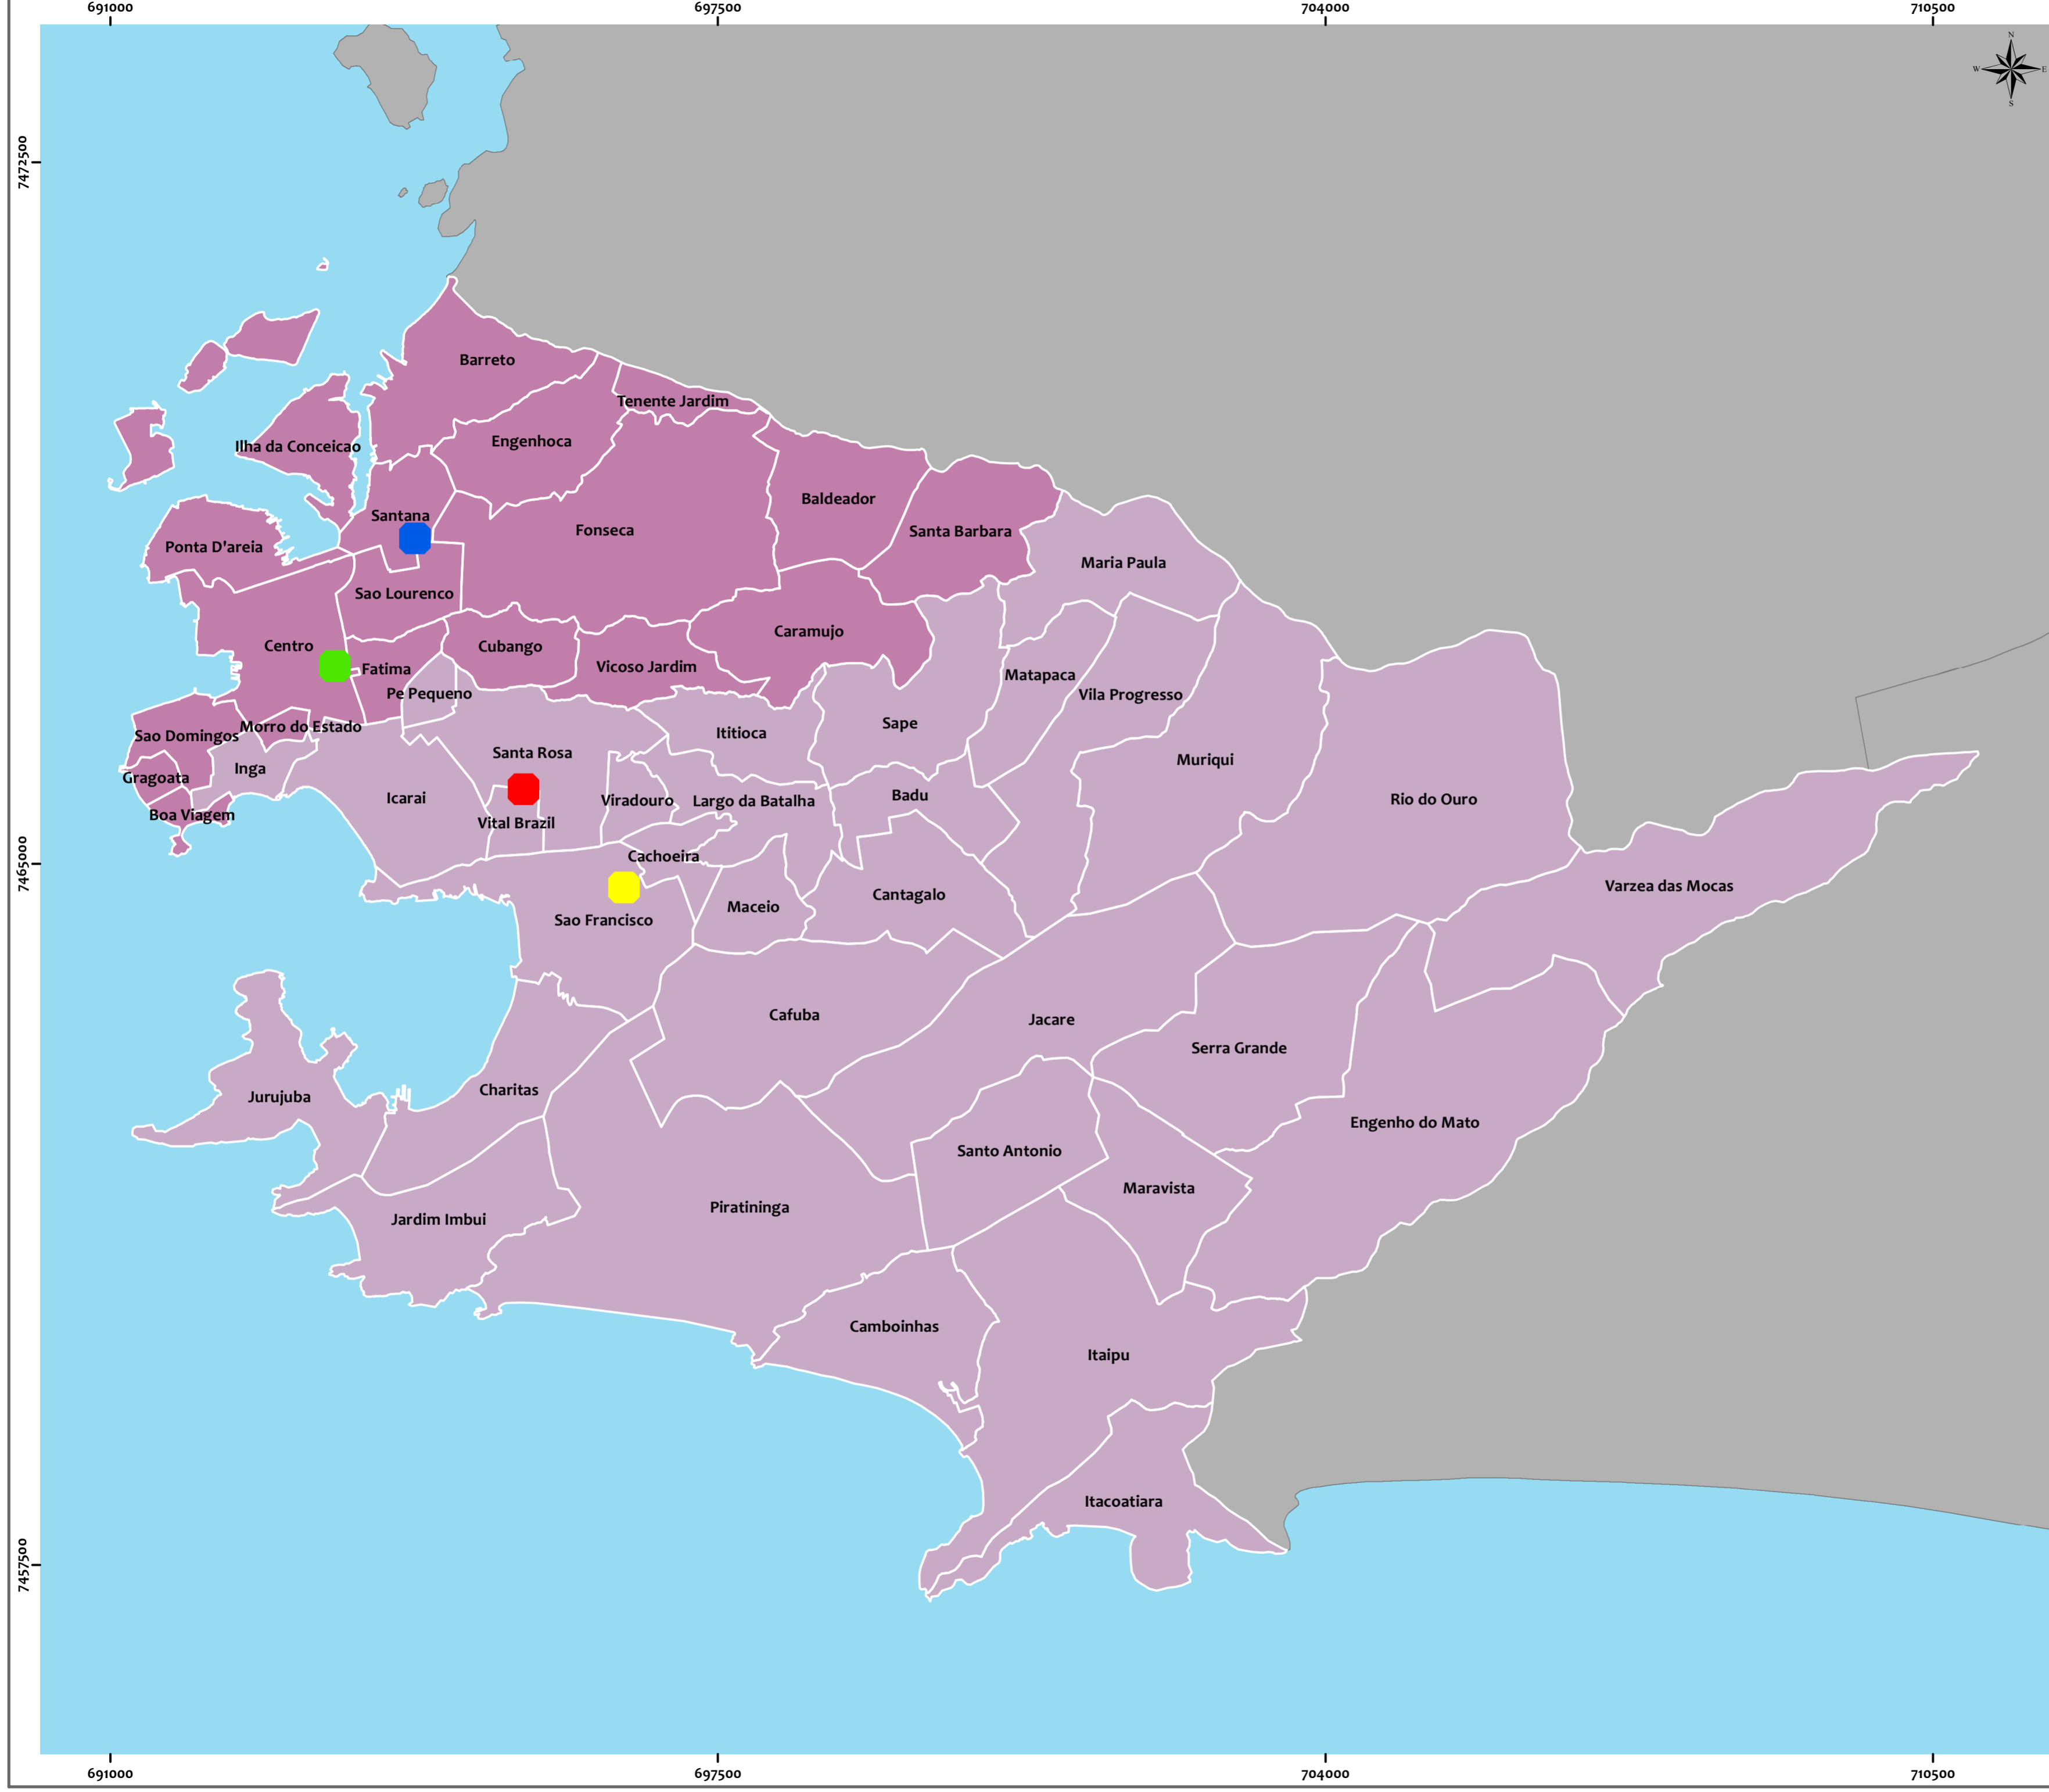 691000
697500
704000
710500
N
W
E
S
7472500
7465000
7457500
Barreto
Tenente Jardim
Engenhoca
Ilha da Conceicao
Baldeador
Santana
Fonseca
Santa Barbara
Ponta D'areia
Maria Paula
Sao Lourenco
Caramujo
Centro
Cubango
Vicoso Jardim
Fatima
Matapaca
Pe Pequeno
Vila Progresso
Sape
Morro do Estado
Ititioca
Sao Domingos
Santa Rosa
Muriqui
Inga
Gragoata
Badu
Icarai
Viradouro
Largo da Batalha
Rio do Ouro
Boa Viagem
Vital Brazil
Cachoeira
Varzea das Mocas
Cantagalo
Maceio
Sao Francisco
Cafuba
Jacare
Serra Grande
Charitas
Jurujuba
Engenho do Mato
Santo Antonio
Maravista
Piratininga
Jardim Imbui
Camboinhas
Itaipu
Itacoatiara
691000
697500
704000
710500